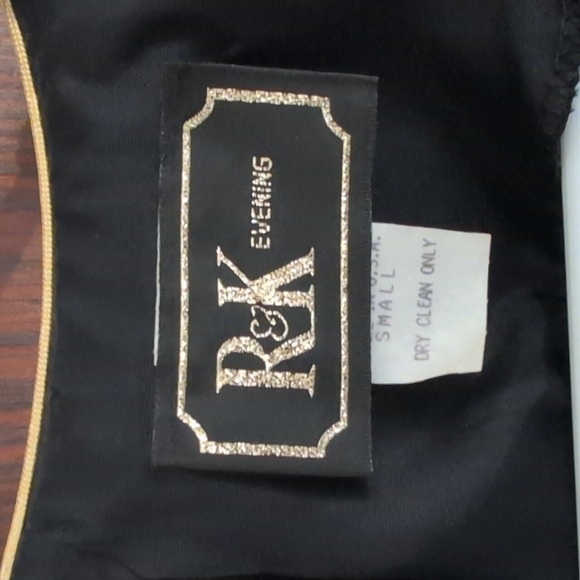 R&K
EVENING
U.S.A.
SMALL
DRY CLEAN ONLY